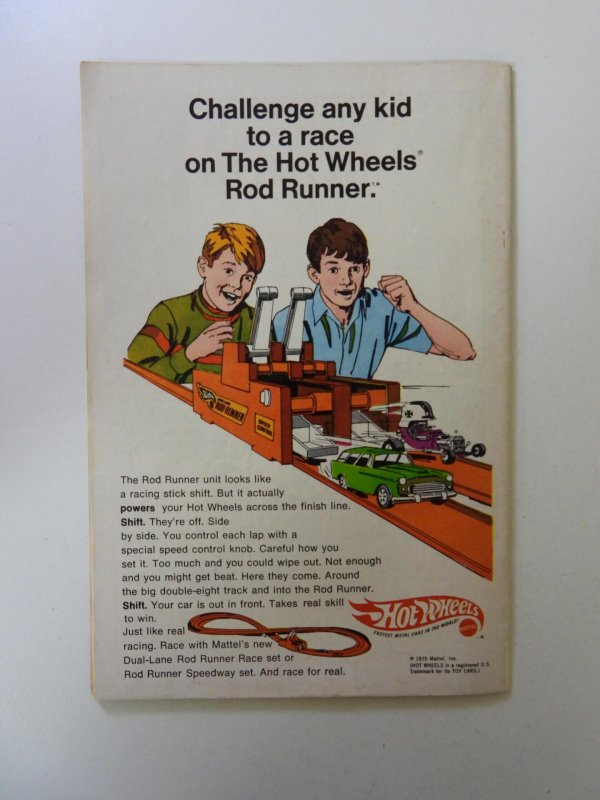 Challenge any kid
to a race
on The Hot Wheels®
Rod Runner.™
ROD RUNNER
SPEED
CONTROL
The Rod Runner unit looks like
a racing stick shift. But it actually
powers your Hot Wheels across the finish line.
Shift. They're off. Side
by side. You control each lap with a
special speed control knob. Careful how you
set it. Too much and you could wipe out. Not enough
and you might get beat. Here they come. Around
the big double-eight track and into the Rod Runner.
Shift. Your car is out in front. Takes real skill
to win.
Just like real
racing. Race with Mattel's new
Dual-Lane Rod Runner Race set or
Rod Runner Speedway set. And race for real.
HOT WHEELS
FASTEST METAL CARS IN THE WORLD!
MATTEL
© 1970 Mattel, Inc.
(HOT WHEELS is a registered U.S.
Trademark for its TOY CARS.)